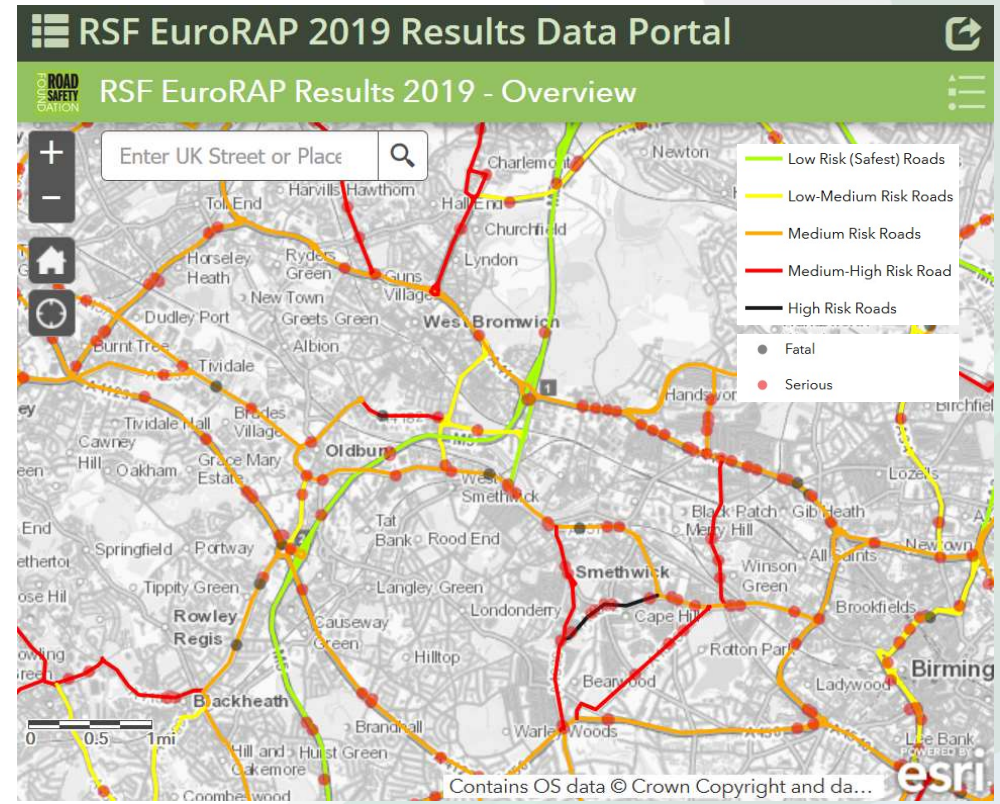 RSF EuroRAP 2019 Results Data Portal
ROAD SAFETY FOUNDATION
RSF EuroRAP Results 2019 - Overview
+
−
Enter UK Street or Place
Low Risk (Safest) Roads
Low-Medium Risk Roads
Medium Risk Roads
Medium-High Risk Road
High Risk Roads
Fatal
Serious
Charlemont
Newton
Harvills Hawthorn
Toll End
Hall End
Churchfield
Horseley
Heath
Ryders
Green
Guns
Village
Lyndon
New Town
Dudley Port
Greets Green
West Bromwich
Burnt Tree
Albion
Tividale
1
Handswor
Birchfiel
Tividale Hall
Brades
Village
Cawney
Hill
Oakham
Grace Mary
Estate
Oldbury
M5
West
Smethwick
Lozells
Tat
Bank
Rood End
Black Patch
Merry Hill
Gib Heath
End
Springfield
Portway
2
All Saints
Newtown
Smethwick
Winson
Green
Tippity Green
Langley Green
Londonderry
Cape Hill
Brookfields
Rowley
Regis
Causeway
Green
Hilltop
Rotton Park
Bearwood
Ladywood
Birming
Blackheath
Brandhall
Warley Woods
Lee Bank
0 0.5 1mi
Hill and
Oakemore
Hurst Green
Coombeswood
POWERED BY
esri
Contains OS data © Crown Copyright and da...